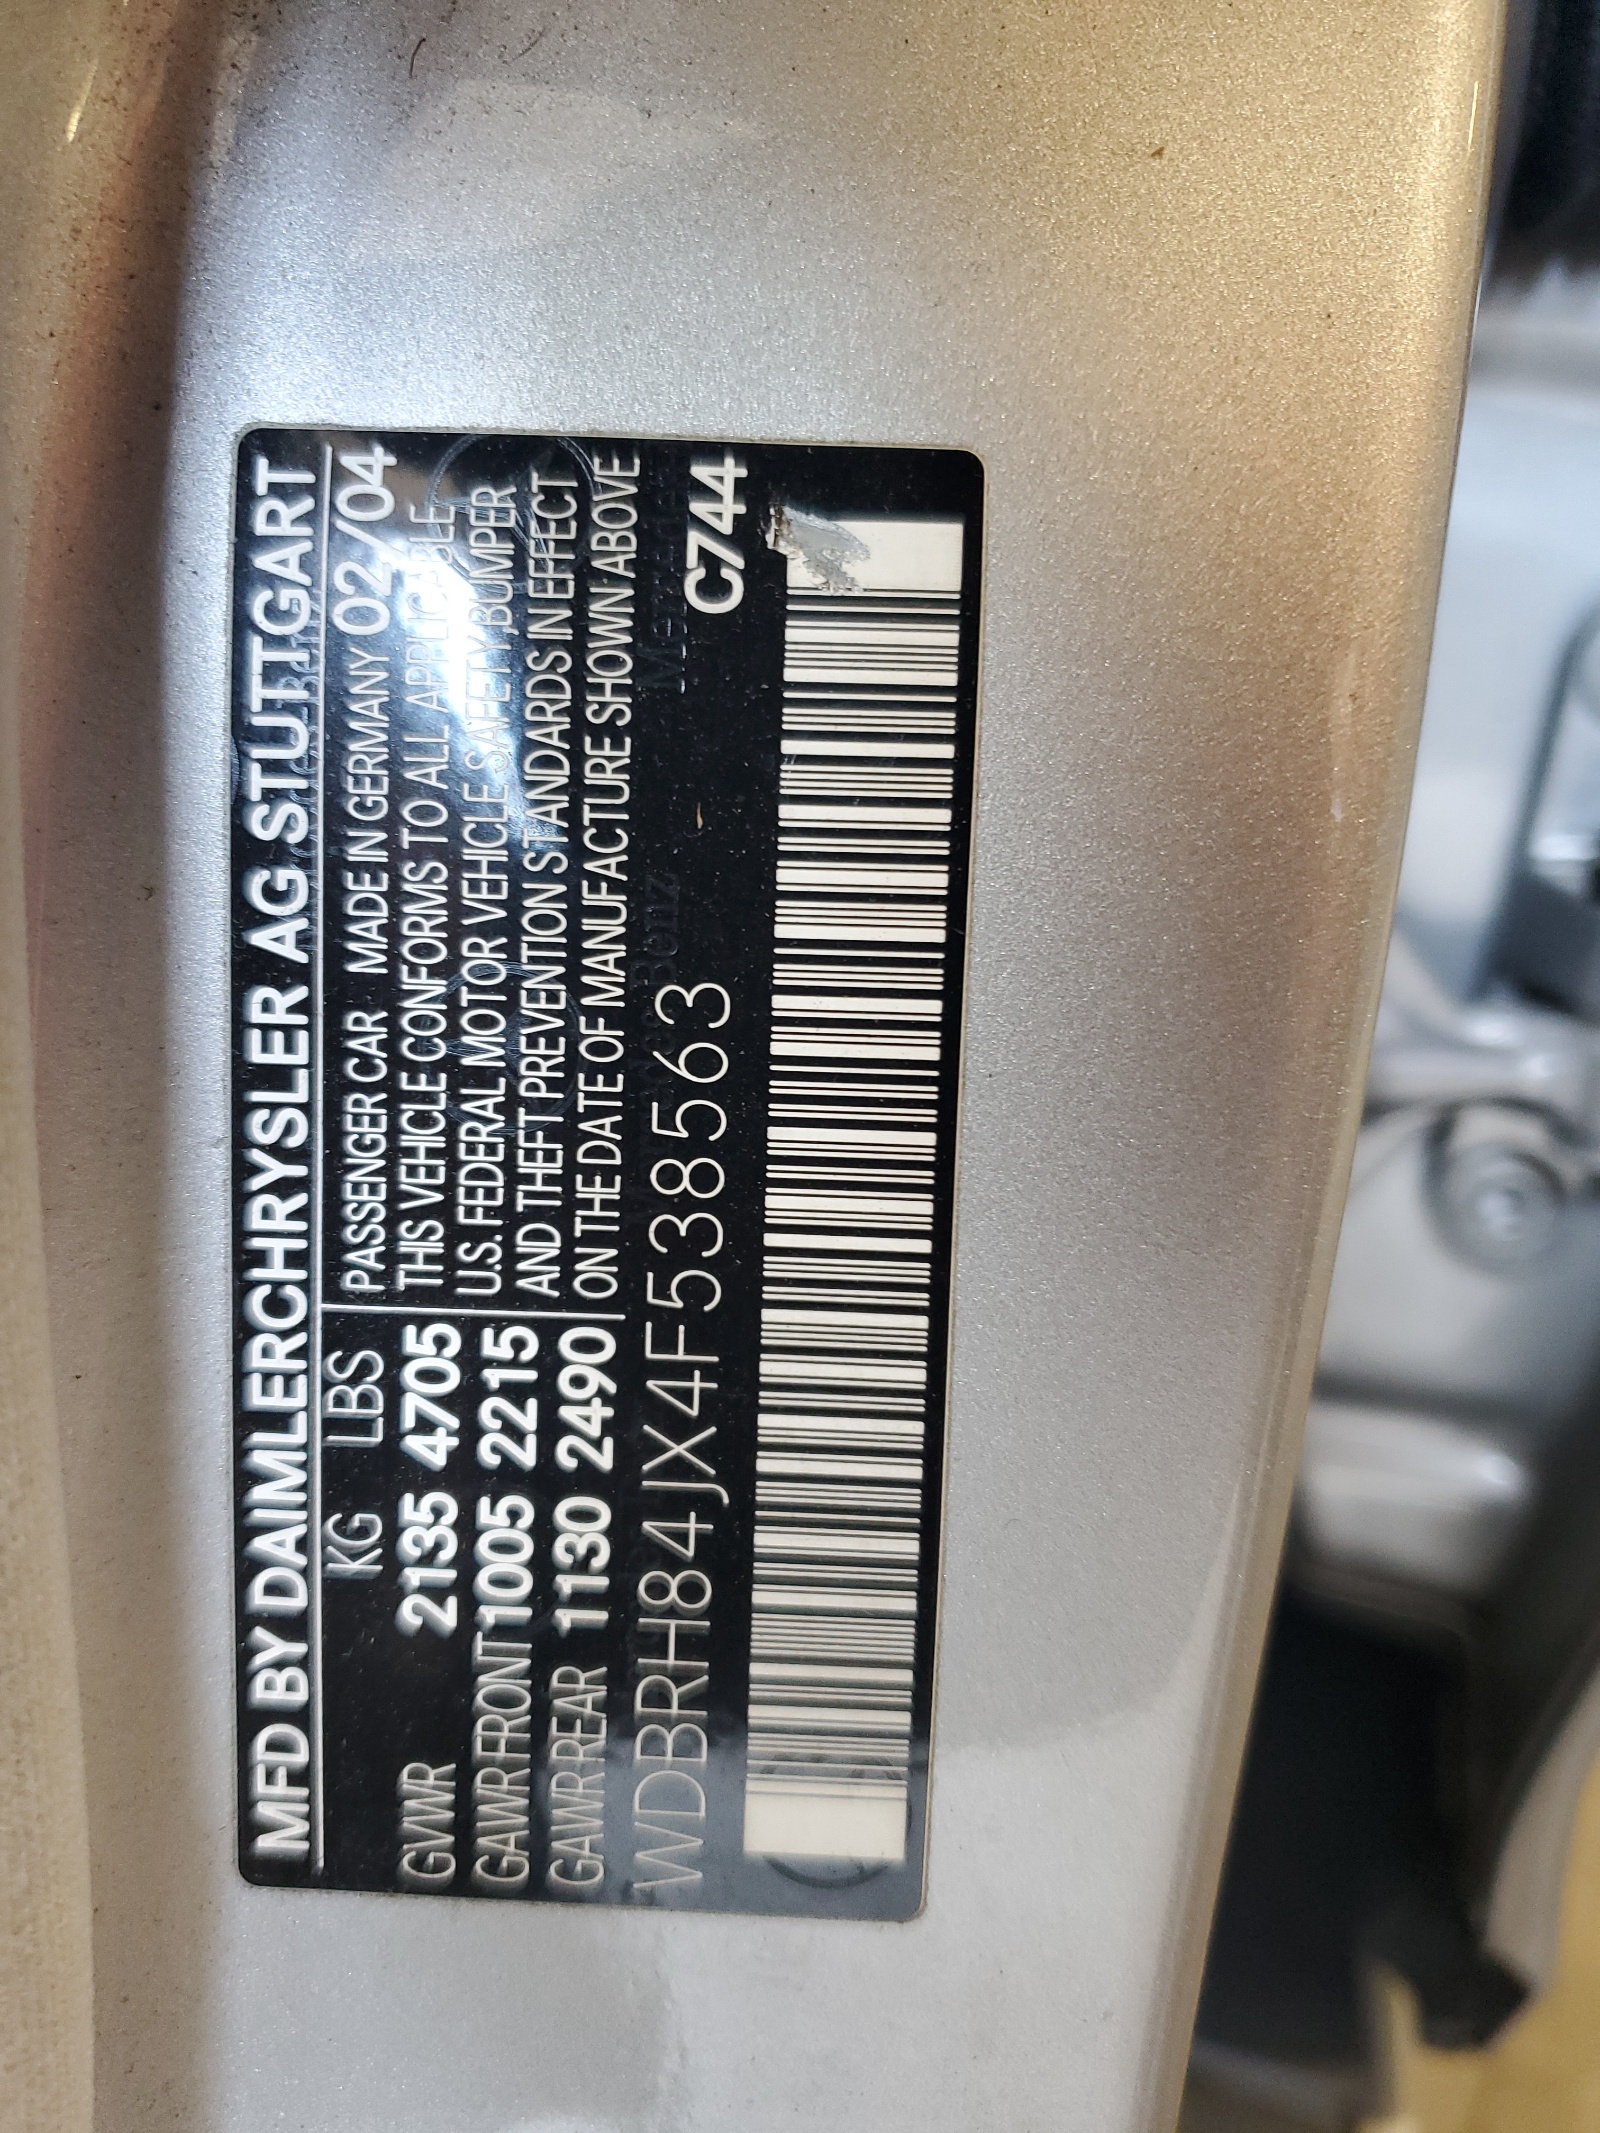 MFD BY DAIMLERCHRYSLER AG STUTTGART
KG LBS PASSENGER CAR MADE IN GERMANY 02/04
GVWR 2135 4705 THIS VEHICLE CONFORMS TO ALL APPLICABLE
GAWR FRONT 1005 2215 U.S. FEDERAL MOTOR VEHICLE SAFETY, BUMPER
GAWR REAR 1130 2490 AND THEFT PREVENTION STANDARDS IN EFFECT
ON THE DATE OF MANUFACTURE SHOWN ABOVE
WDBRH84JX4F538563
C744